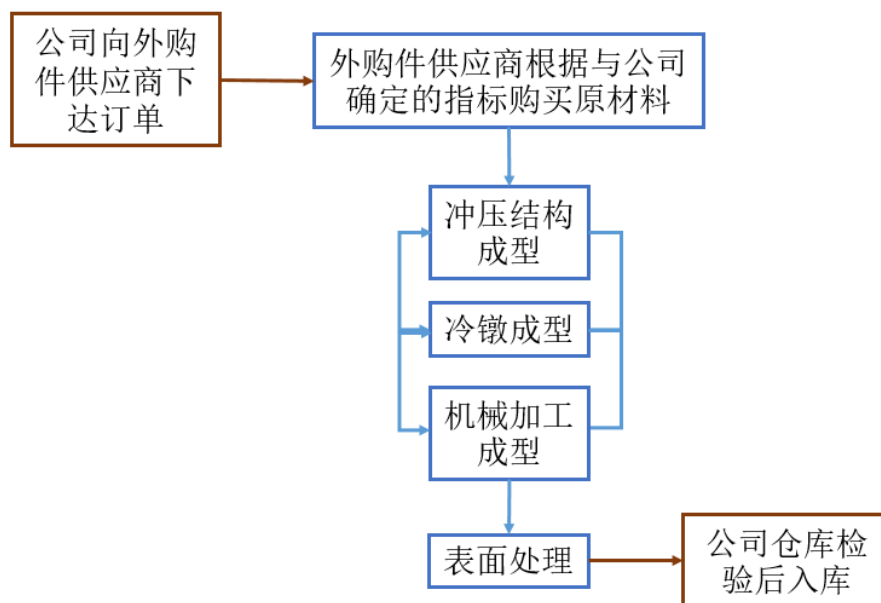 公司向外购
件供应商下
达订单
外购件供应商根据与公司
确定的指标购买原材料
冲压结构
成型
冷镦成型
机械加工
成型
表面处理
公司仓库检
验后入库